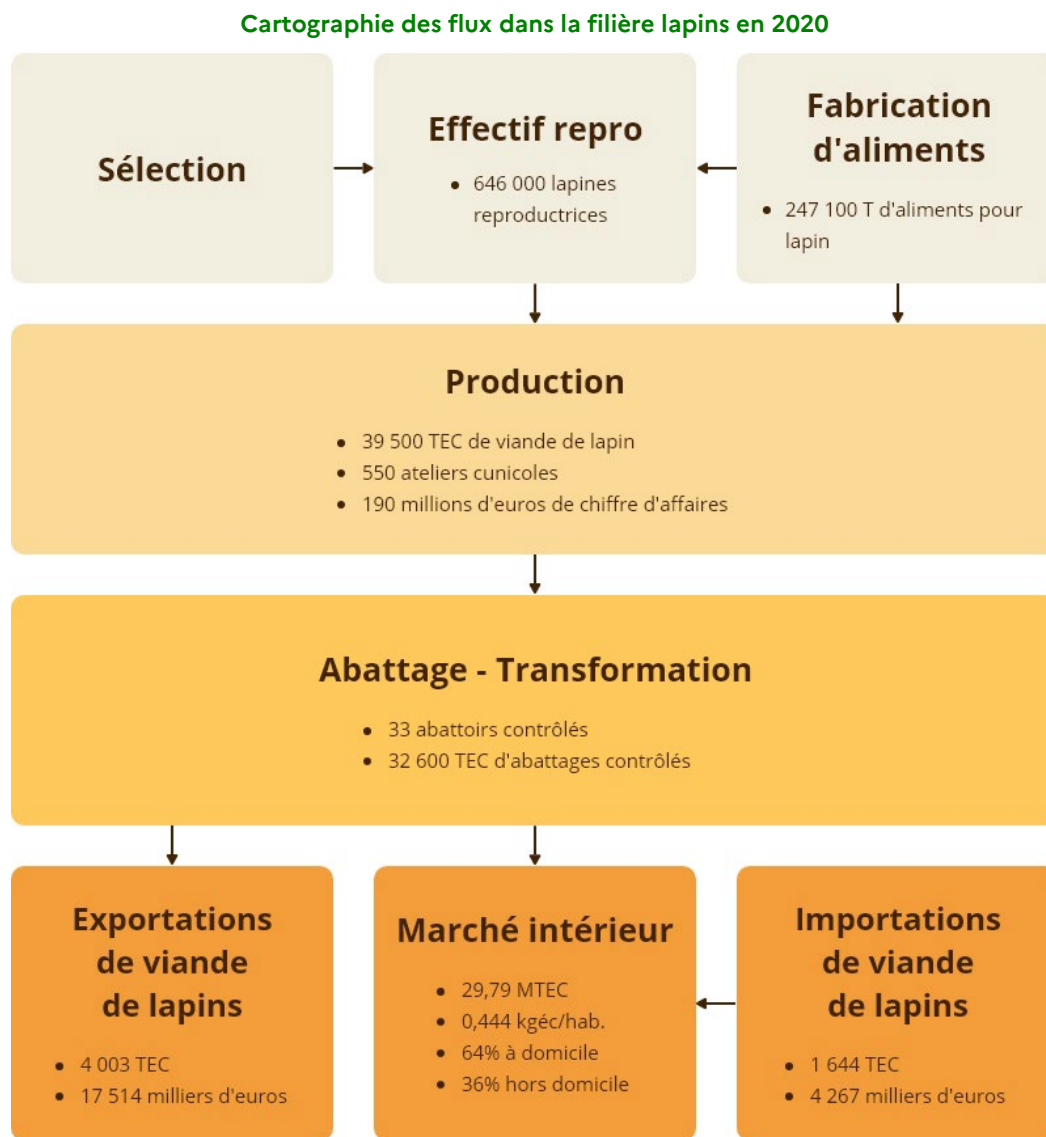 Cartographie des flux dans la filière lapins en 2020
Sélection
Effectif repro
• 646 000 lapines
reproductrices
Fabrication
d'aliments
• 247 100 T d'aliments pour
lapin
Production
• 39 500 TEC de viande de lapin
• 550 ateliers cunicoles
• 190 millions d'euros de chiffre d'affaires
Abattage - Transformation
• 33 abattoirs contrôlés
• 32 600 TEC d'abattages contrôlés
Exportations
de viande
de lapins
• 4 003 TEC
• 17 514 milliers d'euros
Marché intérieur
• 29,79 MTEC
• 0,444 kgéc/hab.
• 64% à domicile
• 36% hors domicile
Importations
de viande
de lapins
• 1 644 TEC
• 4 267 milliers d'euros